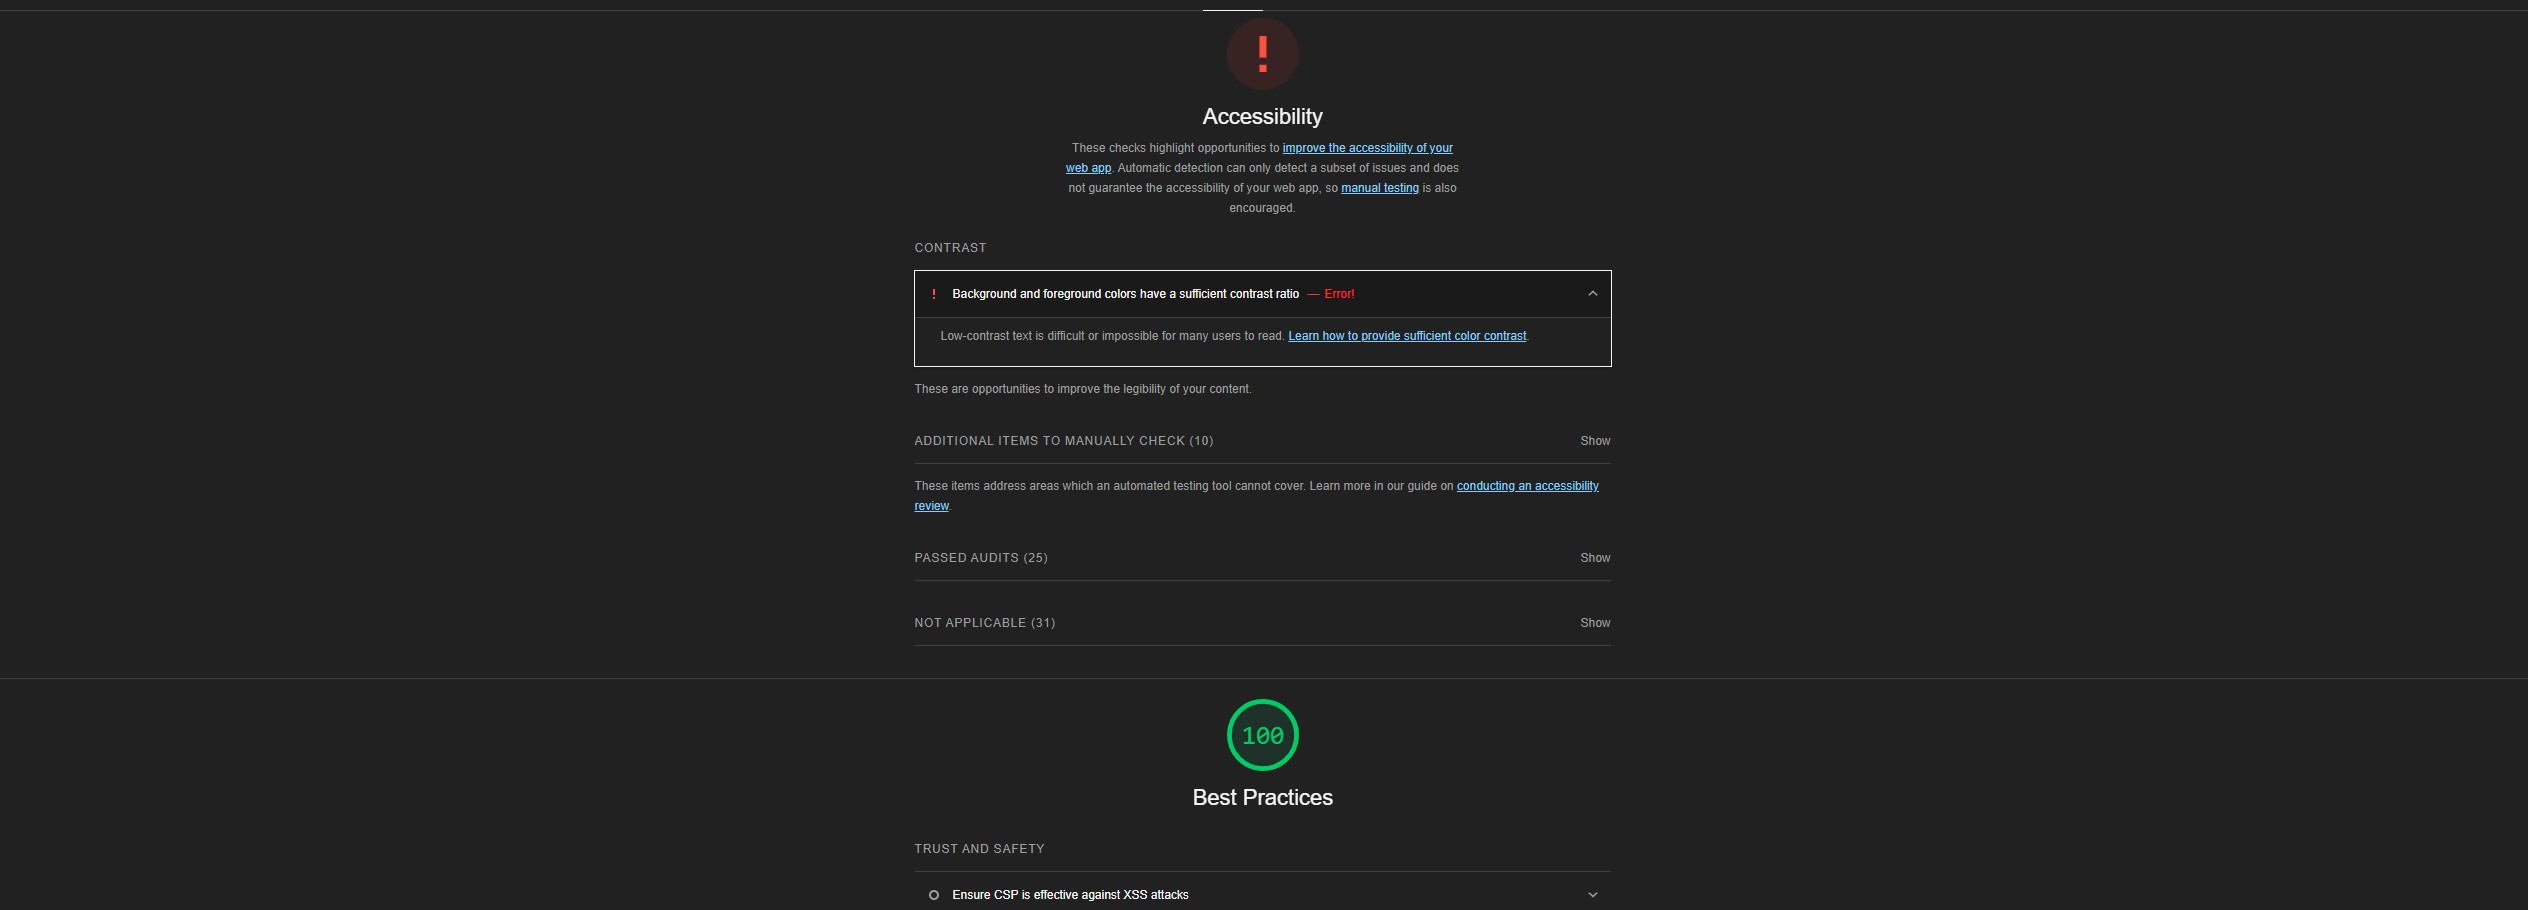 !
Accessibility
These checks highlight opportunities to improve the accessibility of your
web app. Automatic detection can only detect a subset of issues and does
not guarantee the accessibility of your web app, so manual testing is also
encouraged.
CONTRAST
! Background and foreground colors have a sufficient contrast ratio — Error!
Low-contrast text is difficult or impossible for many users to read. Learn how to provide sufficient color contrast.
These are opportunities to improve the legibility of your content.
ADDITIONAL ITEMS TO MANUALLY CHECK (10) Show
These items address areas which an automated testing tool cannot cover. Learn more in our guide on conducting an accessibility
review.
PASSED AUDITS (25) Show
NOT APPLICABLE (31) Show
100
Best Practices
TRUST AND SAFETY
Ensure CSP is effective against XSS attacks